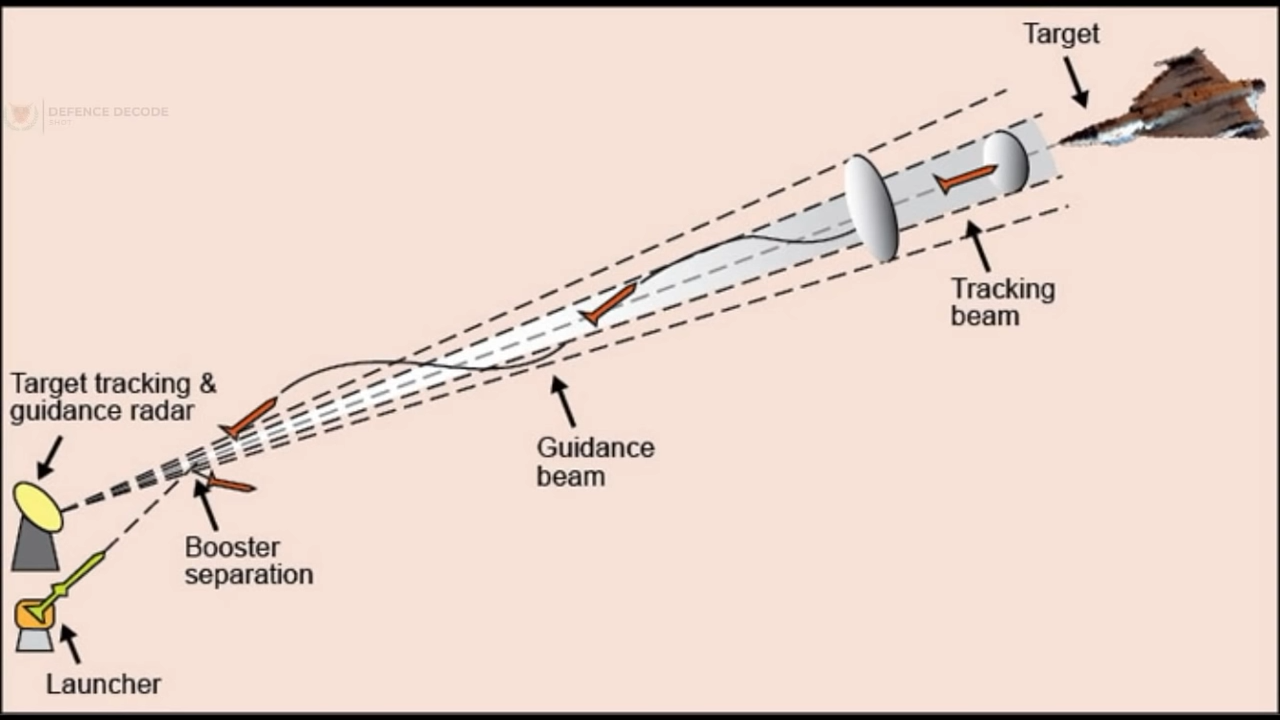 Target
DEFENCE DECODE
Tracking
beam
Target tracking &
guidance radar
Guidance
beam
Booster
separation
Launcher